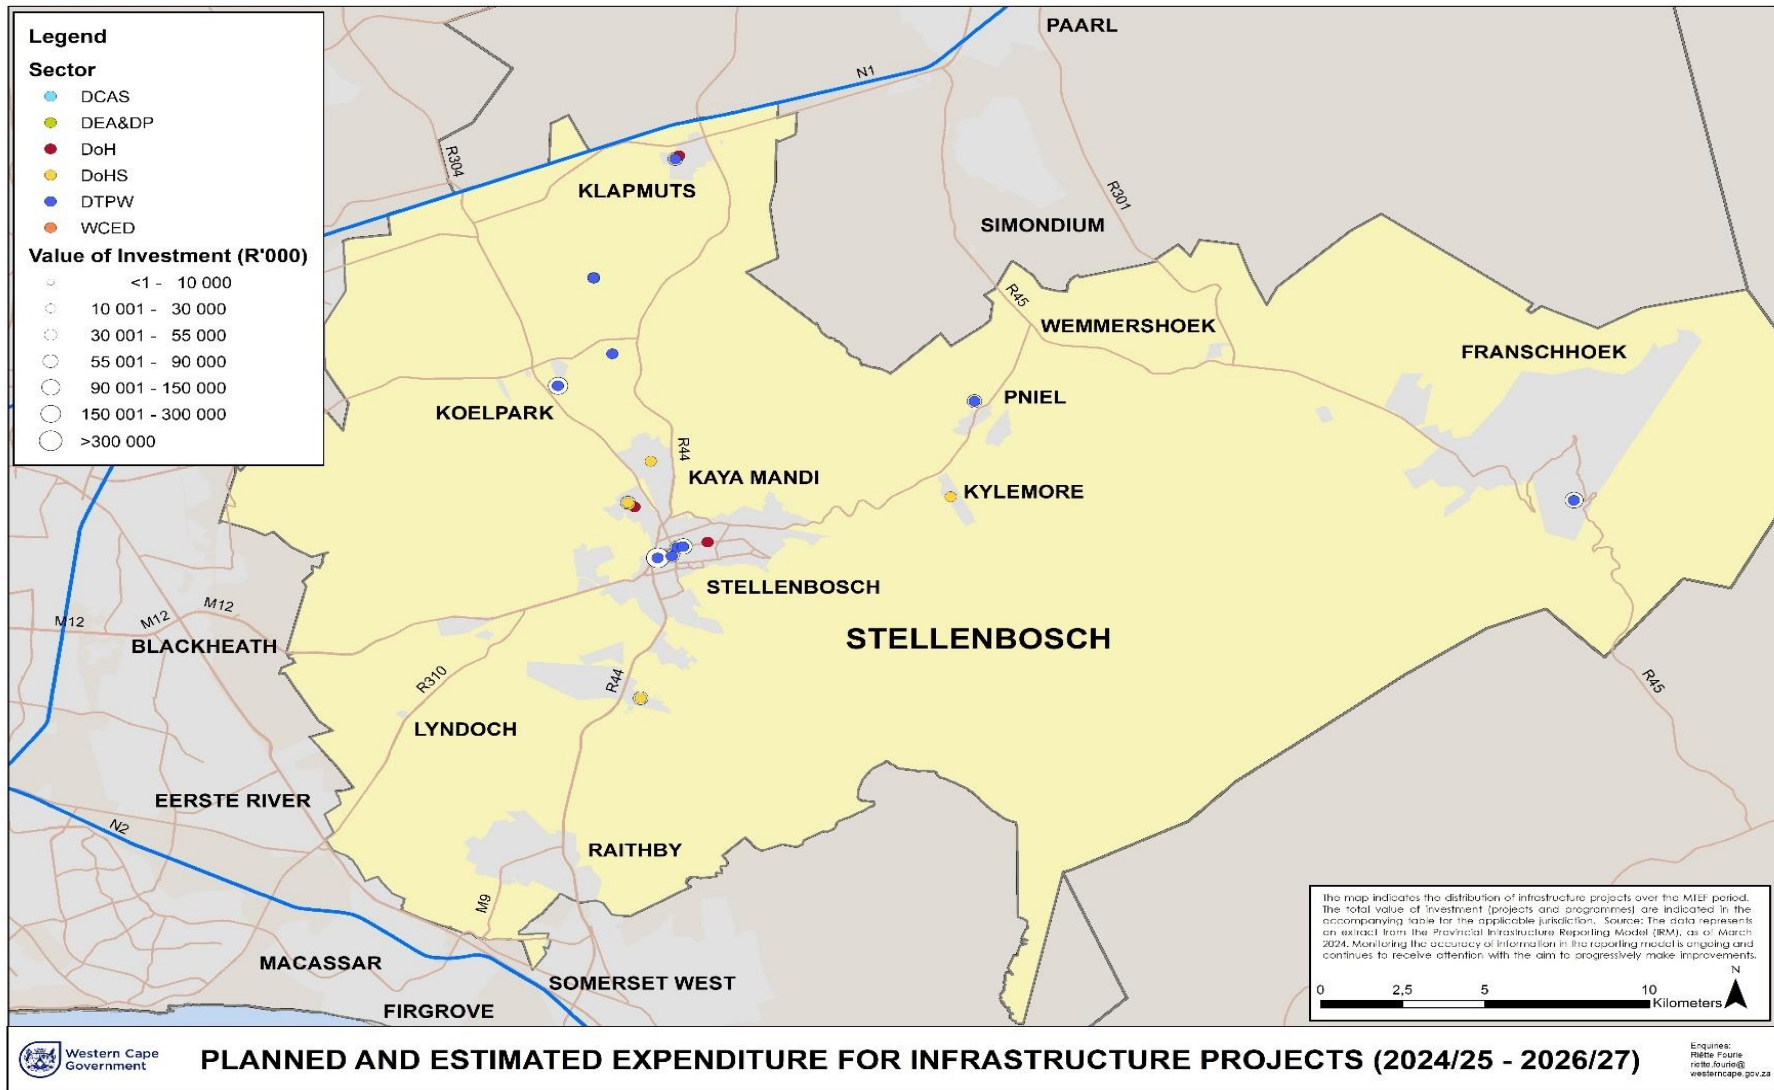 Legend
Sector
DCAS
DEA&DP
DoH
DoHS
DTPW
WCED
Value of Investment (R'000)
<1 - 10 000
10 001 - 30 000
30 001 - 55 000
55 001 - 90 000
90 001 - 150 000
150 001 - 300 000
>300 000
PAARL
N1
R304
KLAPMUTS
R301
SIMONDIUM
R45
WEMMERSHOEK
FRANSCHHOEK
KOELPARK
PNIEL
R44
KAYA MANDI
KYLEMORE
STELLENBOSCH
M12
M12
M12
BLACKHEATH
STELLENBOSCH
R310
R44
R45
LYNDOCH
EERSTE RIVER
N2
RAITHBY
M9
MACASSAR
SOMERSET WEST
FIRGROVE
The map indicates the distribution of infrastructure projects over the MTEF period.
The total value of investment (projects and programmes) are indicated in the
accompanying table for the applicable jurisdiction. Source: The data represents
an extract from the Provincial Infrastructure Reporting Model (IRM), as of March
2024. Monitoring the accuracy of information in the reporting model is ongoing and
continues to receive attention with the aim to progressively make improvements.
N
0 2,5 5 10
Kilometers
Western Cape
Government
PLANNED AND ESTIMATED EXPENDITURE FOR INFRASTRUCTURE PROJECTS (2024/25 - 2026/27)
Enquiries:
Riëtte Fourie
riette.fourie@
westerncape.gov.za